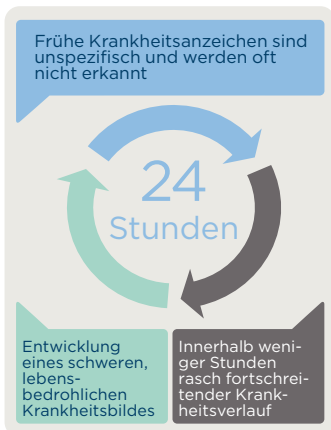 Frühe Krankheitsanzeichen sind
unspezifisch und werden oft
nicht erkannt
24
Stunden
Entwicklung
eines schweren,
lebens-
bedrohlichen
Krankheitsbildes
Innerhalb weni-
ger Stunden
rasch fortschrei-
tender Krank-
heitsverlauf